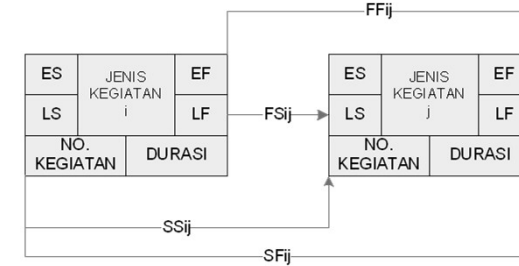 FFij
ES
JENIS
KEGIATAN
i
EF
LS
LF
NO.
KEGIATAN
DURASI
FSij
ES
JENIS
KEGIATAN
j
EF
LS
LF
NO.
KEGIATAN
DURASI
SSij
SFij